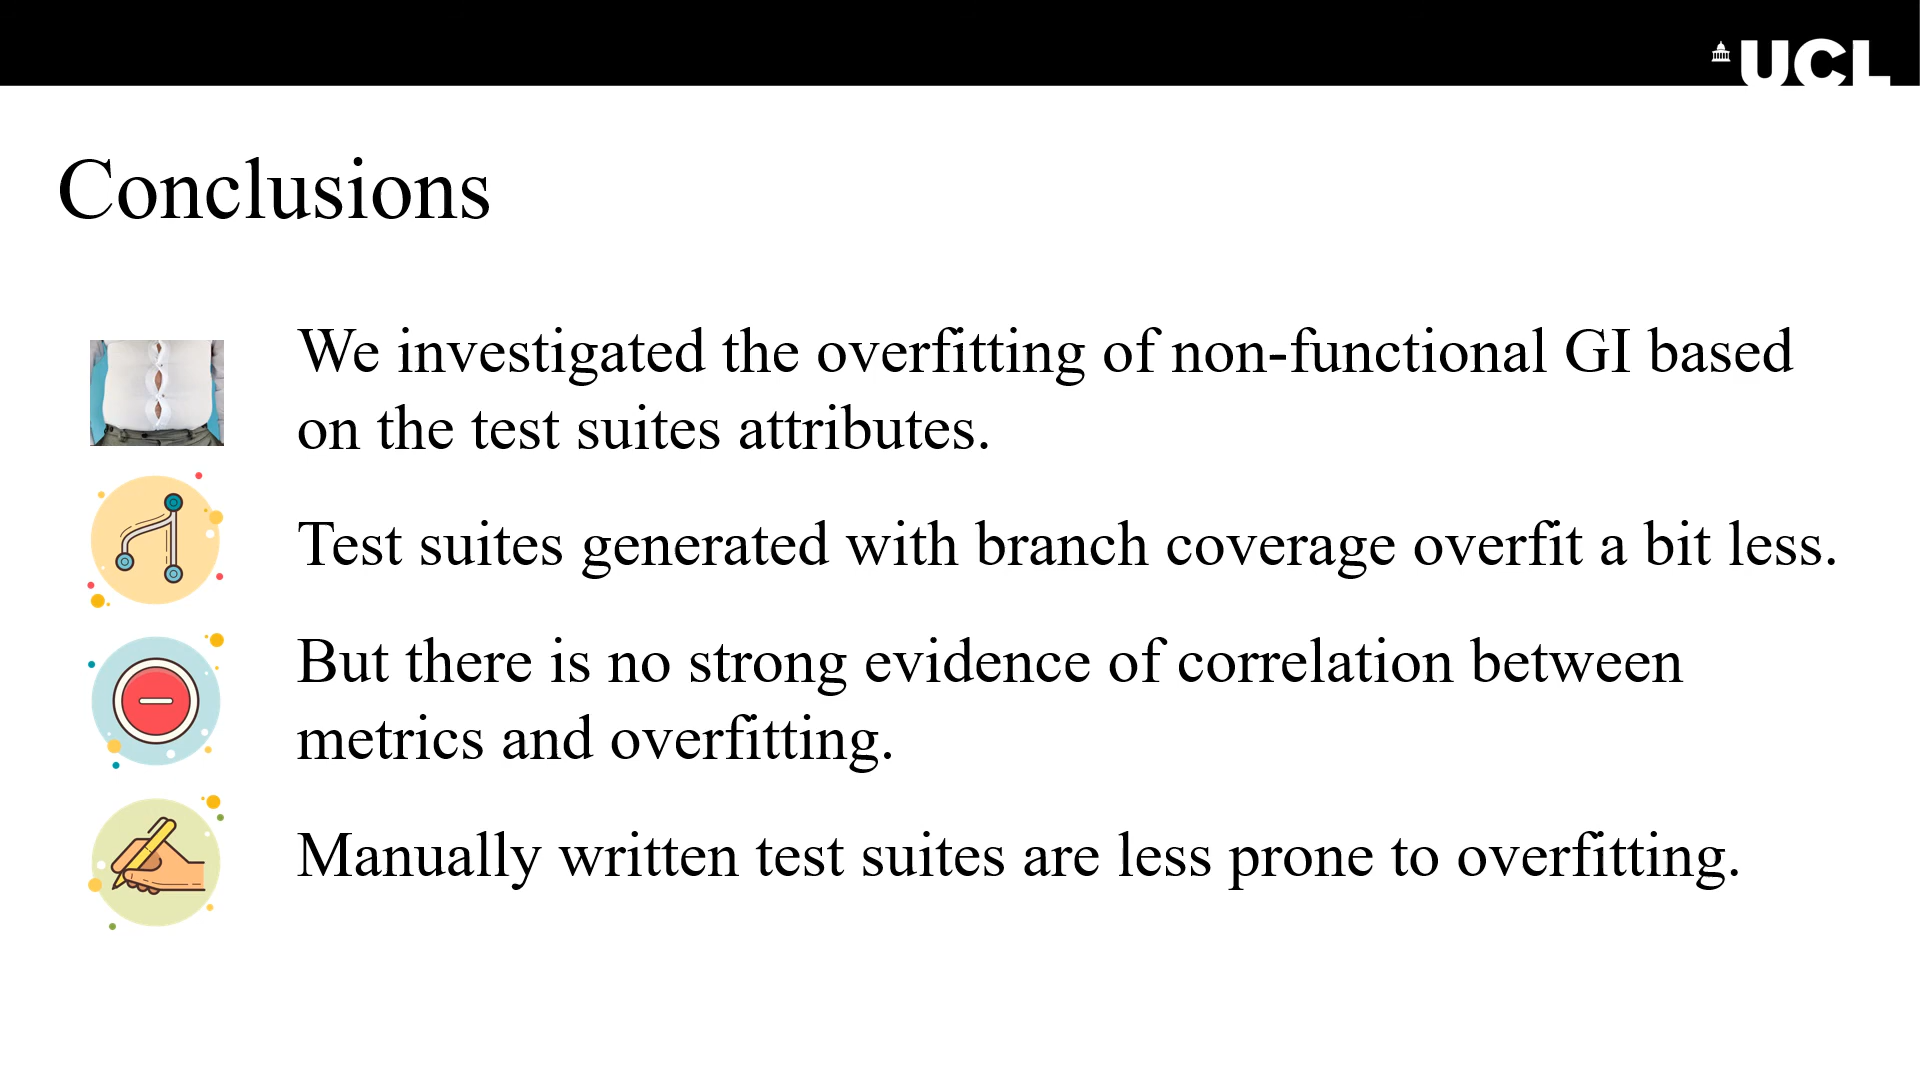 UCL
Conclusions
We investigated the overfitting of non-functional GI based
on the test suites attributes.
Test suites generated with branch coverage overfit a bit less.
But there is no strong evidence of correlation between
metrics and overfitting.
Manually written test suites are less prone to overfitting.